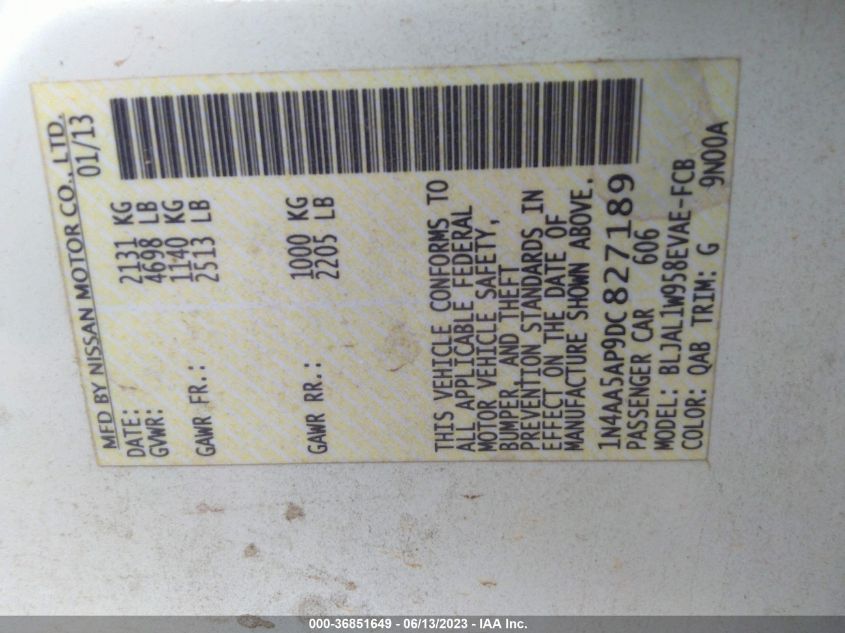 MFD BY NISSAN MOTOR CO., LTD.
DATE: 01/13
GVWR: 2131 KG
4698 LB
GAWR FR.: 1140 KG
2513 LB
GAWR RR.: 1000 KG
2205 LB
THIS VEHICLE CONFORMS TO
ALL APPLICABLE FEDERAL
MOTOR VEHICLE SAFETY,
BUMPER, AND THEFT
PREVENTION STANDARDS IN
EFFECT ON THE DATE OF
MANUFACTURE SHOWN ABOVE.
1N4AA5AP9DC827189
PASSENGER CAR 606
MODEL: BLJAL1W958EVAE-FCB
COLOR: QAB TRIM: G 9N00A
000-36851649 - 06/13/2023 - IAA Inc.